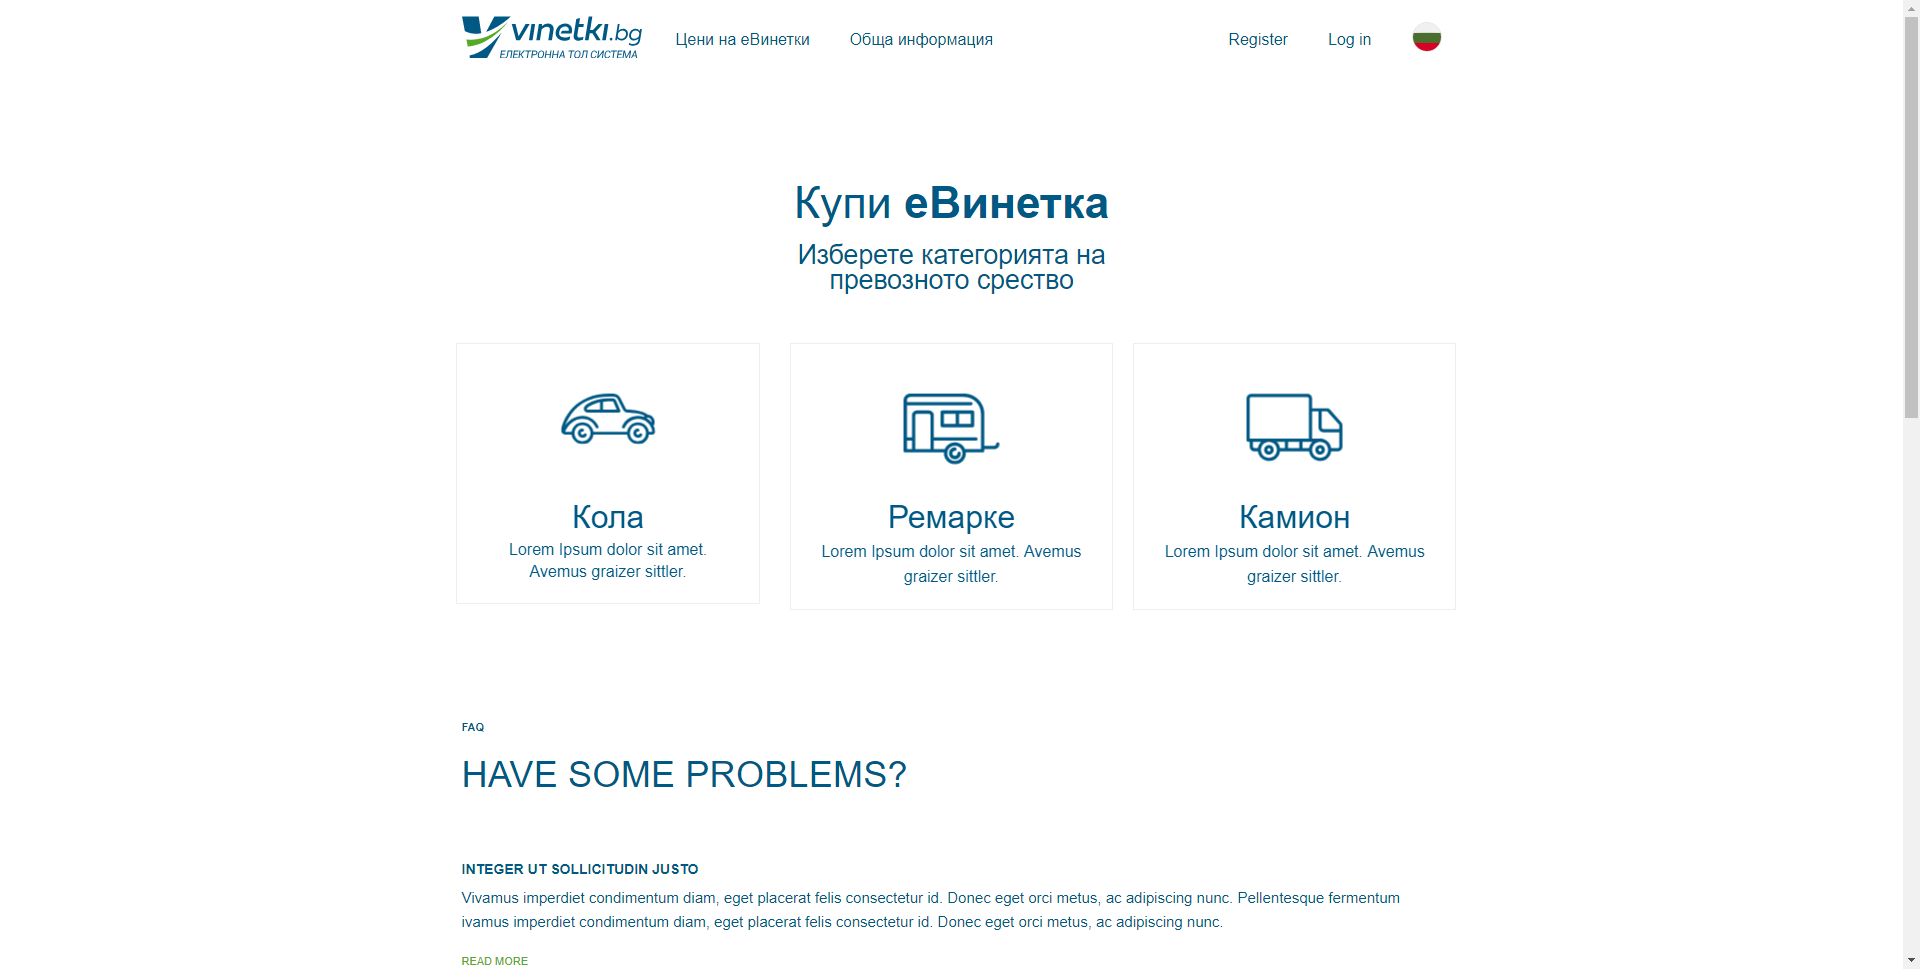 vinetki.bg
ЕЛЕКТРОННА ТОЛ СИСТЕМА
Цени на еВинетки
Обща информация
Register
Log in
Купи еВинетка
Изберете категорията на
превозното срество
Кола
Lorem Ipsum dolor sit amet.
Avemus graizer sittler.
Ремарке
Lorem Ipsum dolor sit amet. Avemus
graizer sittler.
Камион
Lorem Ipsum dolor sit amet. Avemus
graizer sittler.
FAQ
HAVE SOME PROBLEMS?
INTEGER UT SOLLICITUDIN JUSTO
Vivamus imperdiet condimentum diam, eget placerat felis consectetur id. Donec eget orci metus, ac adipiscing nunc. Pellentesque fermentum
ivamus imperdiet condimentum diam, eget placerat felis consectetur id. Donec eget orci metus, ac adipiscing nunc.
READ MORE